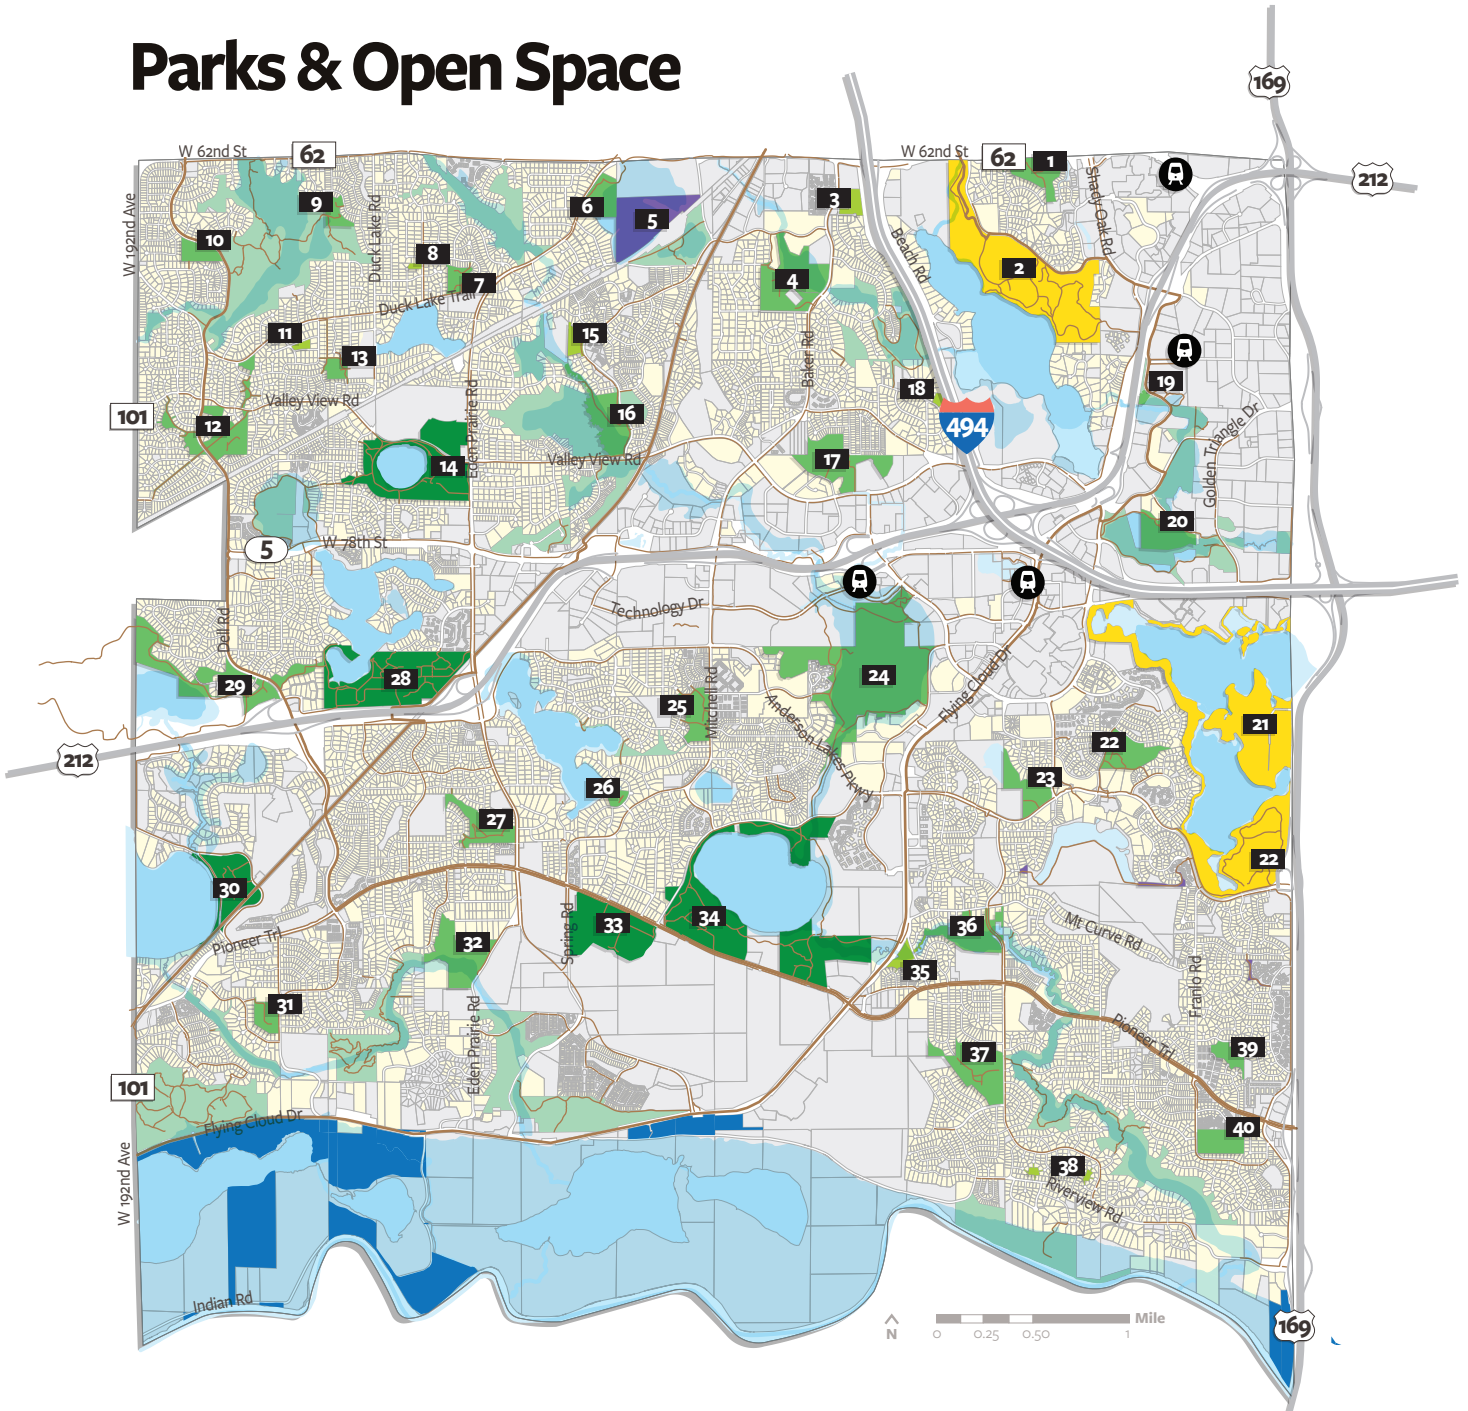 Parks & Open Space
169
W 62nd St
62
W 62nd St
62
1
212
W 192nd Ave
9
Duck Lake Rd
6
5
3
Beach Rd
Shady Oak Rd
10
8
7
2
4
Duck Lake Trail
11
15
13
Baker Rd
19
18
Valley View Rd
Eden Prairie Rd
101
12
16
494
Golden Triangle Dr
14
Valley View Rd
17
20
5
W 78th St
Technology Dr
Dell Rd
29
28
24
Flying Cloud Dr
25
Mitchell Rd
Anderson Lakes Pkwy
21
22
212
23
26
27
22
30
Pioneer Trl
Spring Rd
33
34
36
Mt Curve Rd
32
35
Franlo Rd
31
Eden Prairie Rd
37
Pioneer Trl
39
101
Flying Cloud Dr
40
W 192nd Ave
38
Riverview Rd
Indian Rd
N
Mile
0 0.25 0.50 1
169